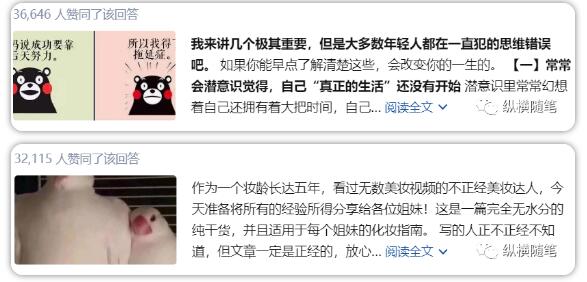 36,646 人赞同了该回答
妈说成功要靠
后天努力。
所以我得了
拖延症。
我来讲几个极其重要，但是大多数年轻人都在一直犯的思维错误
吧。 如果你能早点了解清楚这些，会改变你的一生的。 【一】常常
会潜意识觉得，自己“真正的生活”还没有开始 潜意识里常常幻想
着自己还拥有着大把时间，自己... 阅读全文
纵横随笔
32,115 人赞同了该回答
作为一个妆龄长达五年，看过无数美妆视频的不正经美妆达人，今
天准备将所有的经验所得分享给各位姐妹！这是一篇完全无水分的
纯干货，并且适用于每个姐妹的化妆指南。 写的人正不正经不知
道，但文章一定是正经的，放心... 阅读全文
纵横随笔